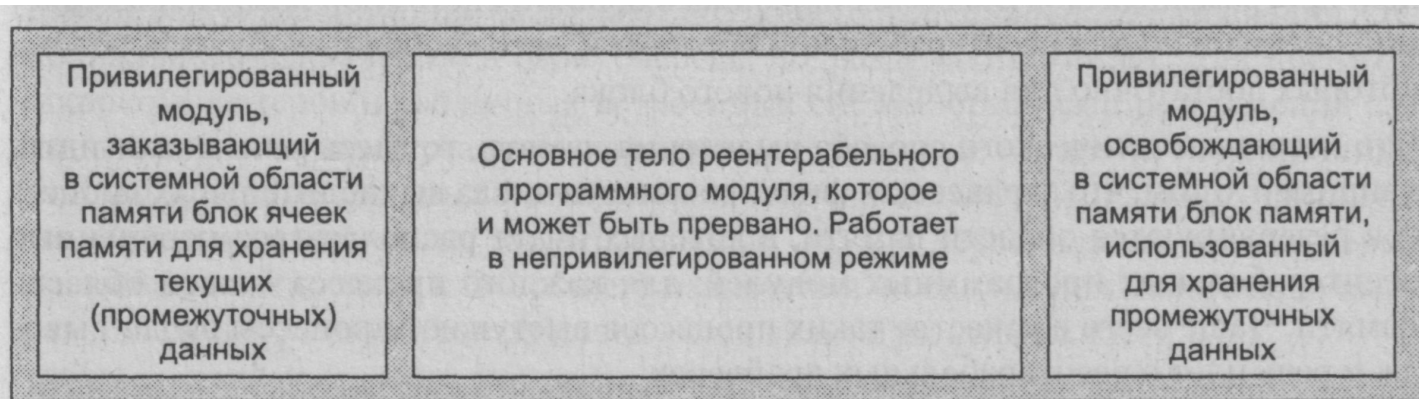 Привилегированный
модуль,
заказывающий
в системной области
памяти блок ячеек
памяти для хранения
текущих
(промежуточных)
данных
Основное тело реентерабельного
программного модуля, которое
и может быть прервано. Работает
в непривилегированном режиме
Привилегированный
модуль,
освобождающий
в системной области
памяти блок памяти,
использованный
для хранения
промежуточных
данных